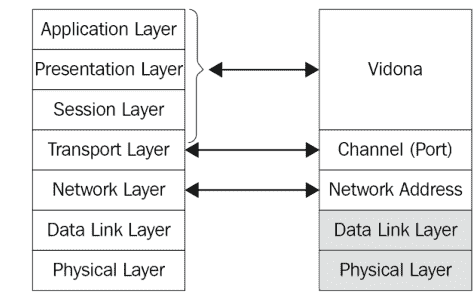 Application Layer
Presentation Layer
Session Layer
Transport Layer
Network Layer
Data Link Layer
Physical Layer
Vidona
Channel (Port)
Network Address
Data Link Layer
Physical Layer